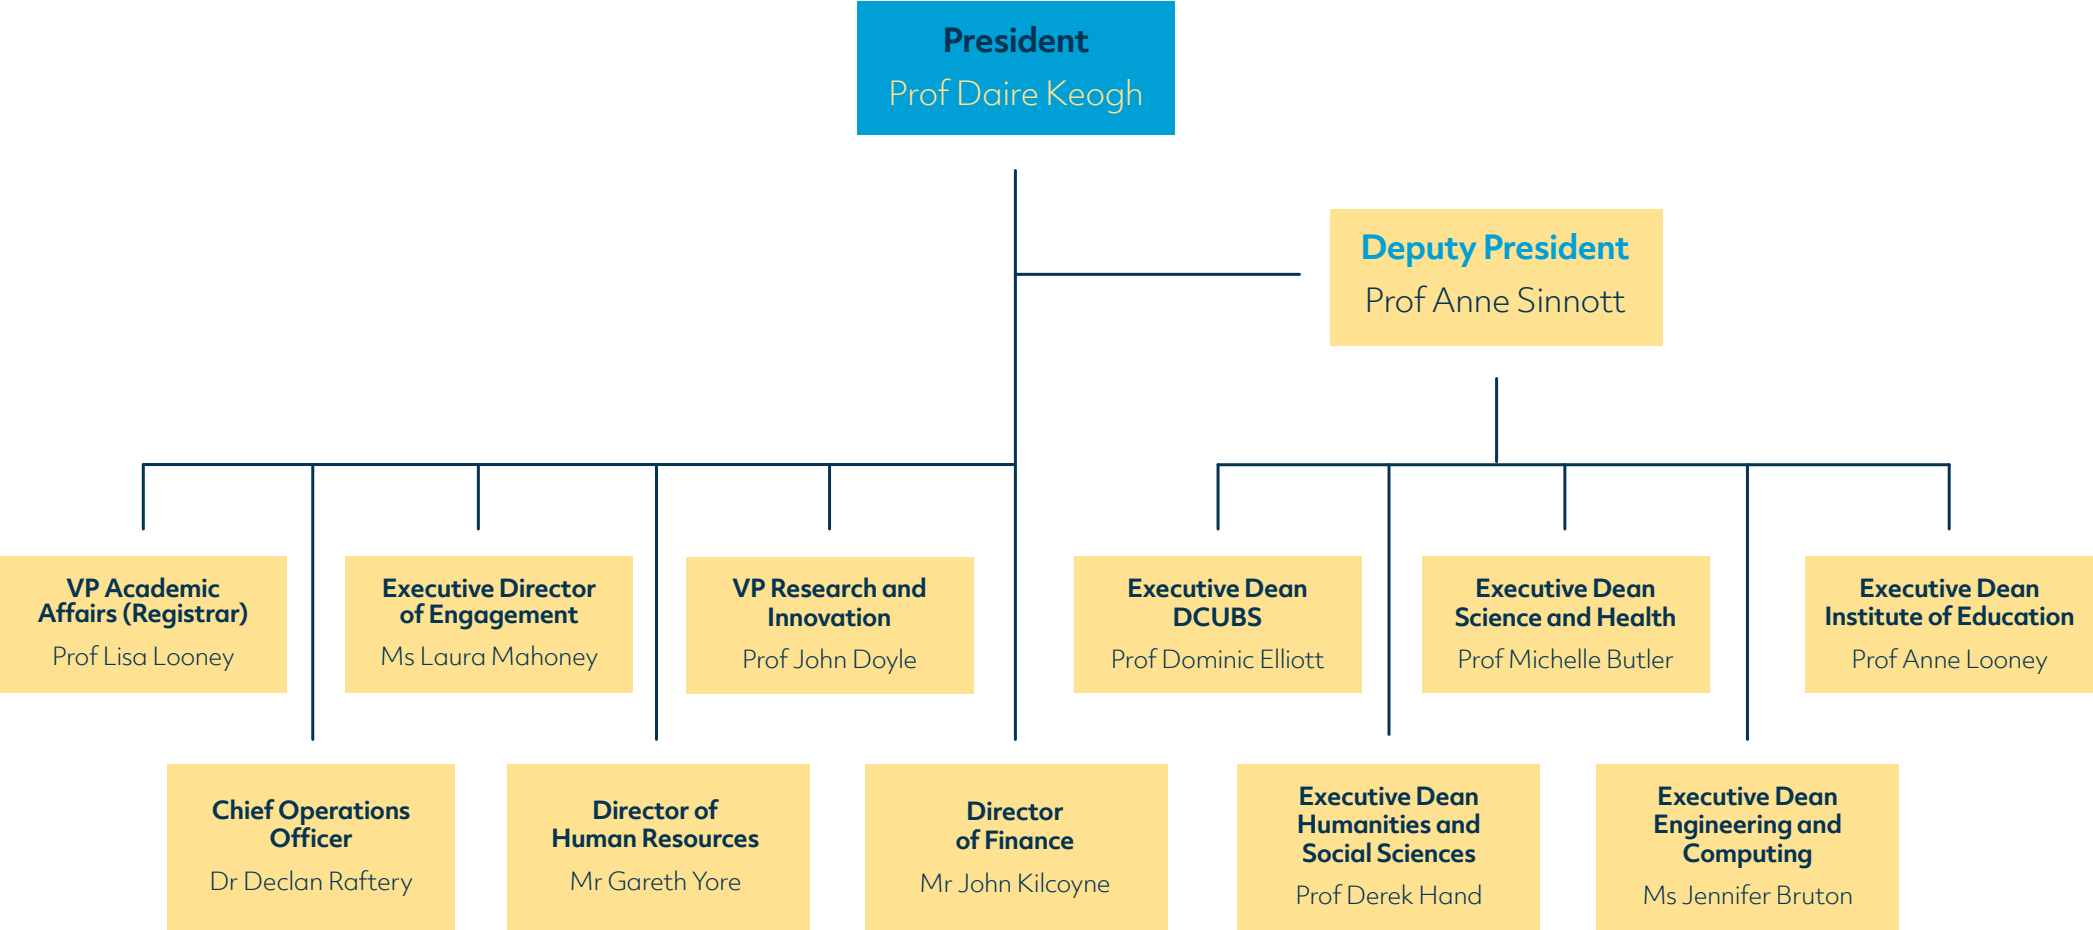 President
Prof Daire Keogh
Deputy President
Prof Anne Sinnott
VP Academic
Affairs (Registrar)
Prof Lisa Looney
Executive Director
of Engagement
Ms Laura Mahoney
VP Research and
Innovation
Prof John Doyle
Executive Dean
DCUBS
Prof Dominic Elliott
Executive Dean
Science and Health
Prof Michelle Butler
Executive Dean
Institute of Education
Prof Anne Looney
Chief Operations
Officer
Dr Declan Raftery
Director of
Human Resources
Mr Gareth Yore
Director
of Finance
Mr John Kilcoyne
Executive Dean
Humanities and
Social Sciences
Prof Derek Hand
Executive Dean
Engineering and
Computing
Ms Jennifer Bruton